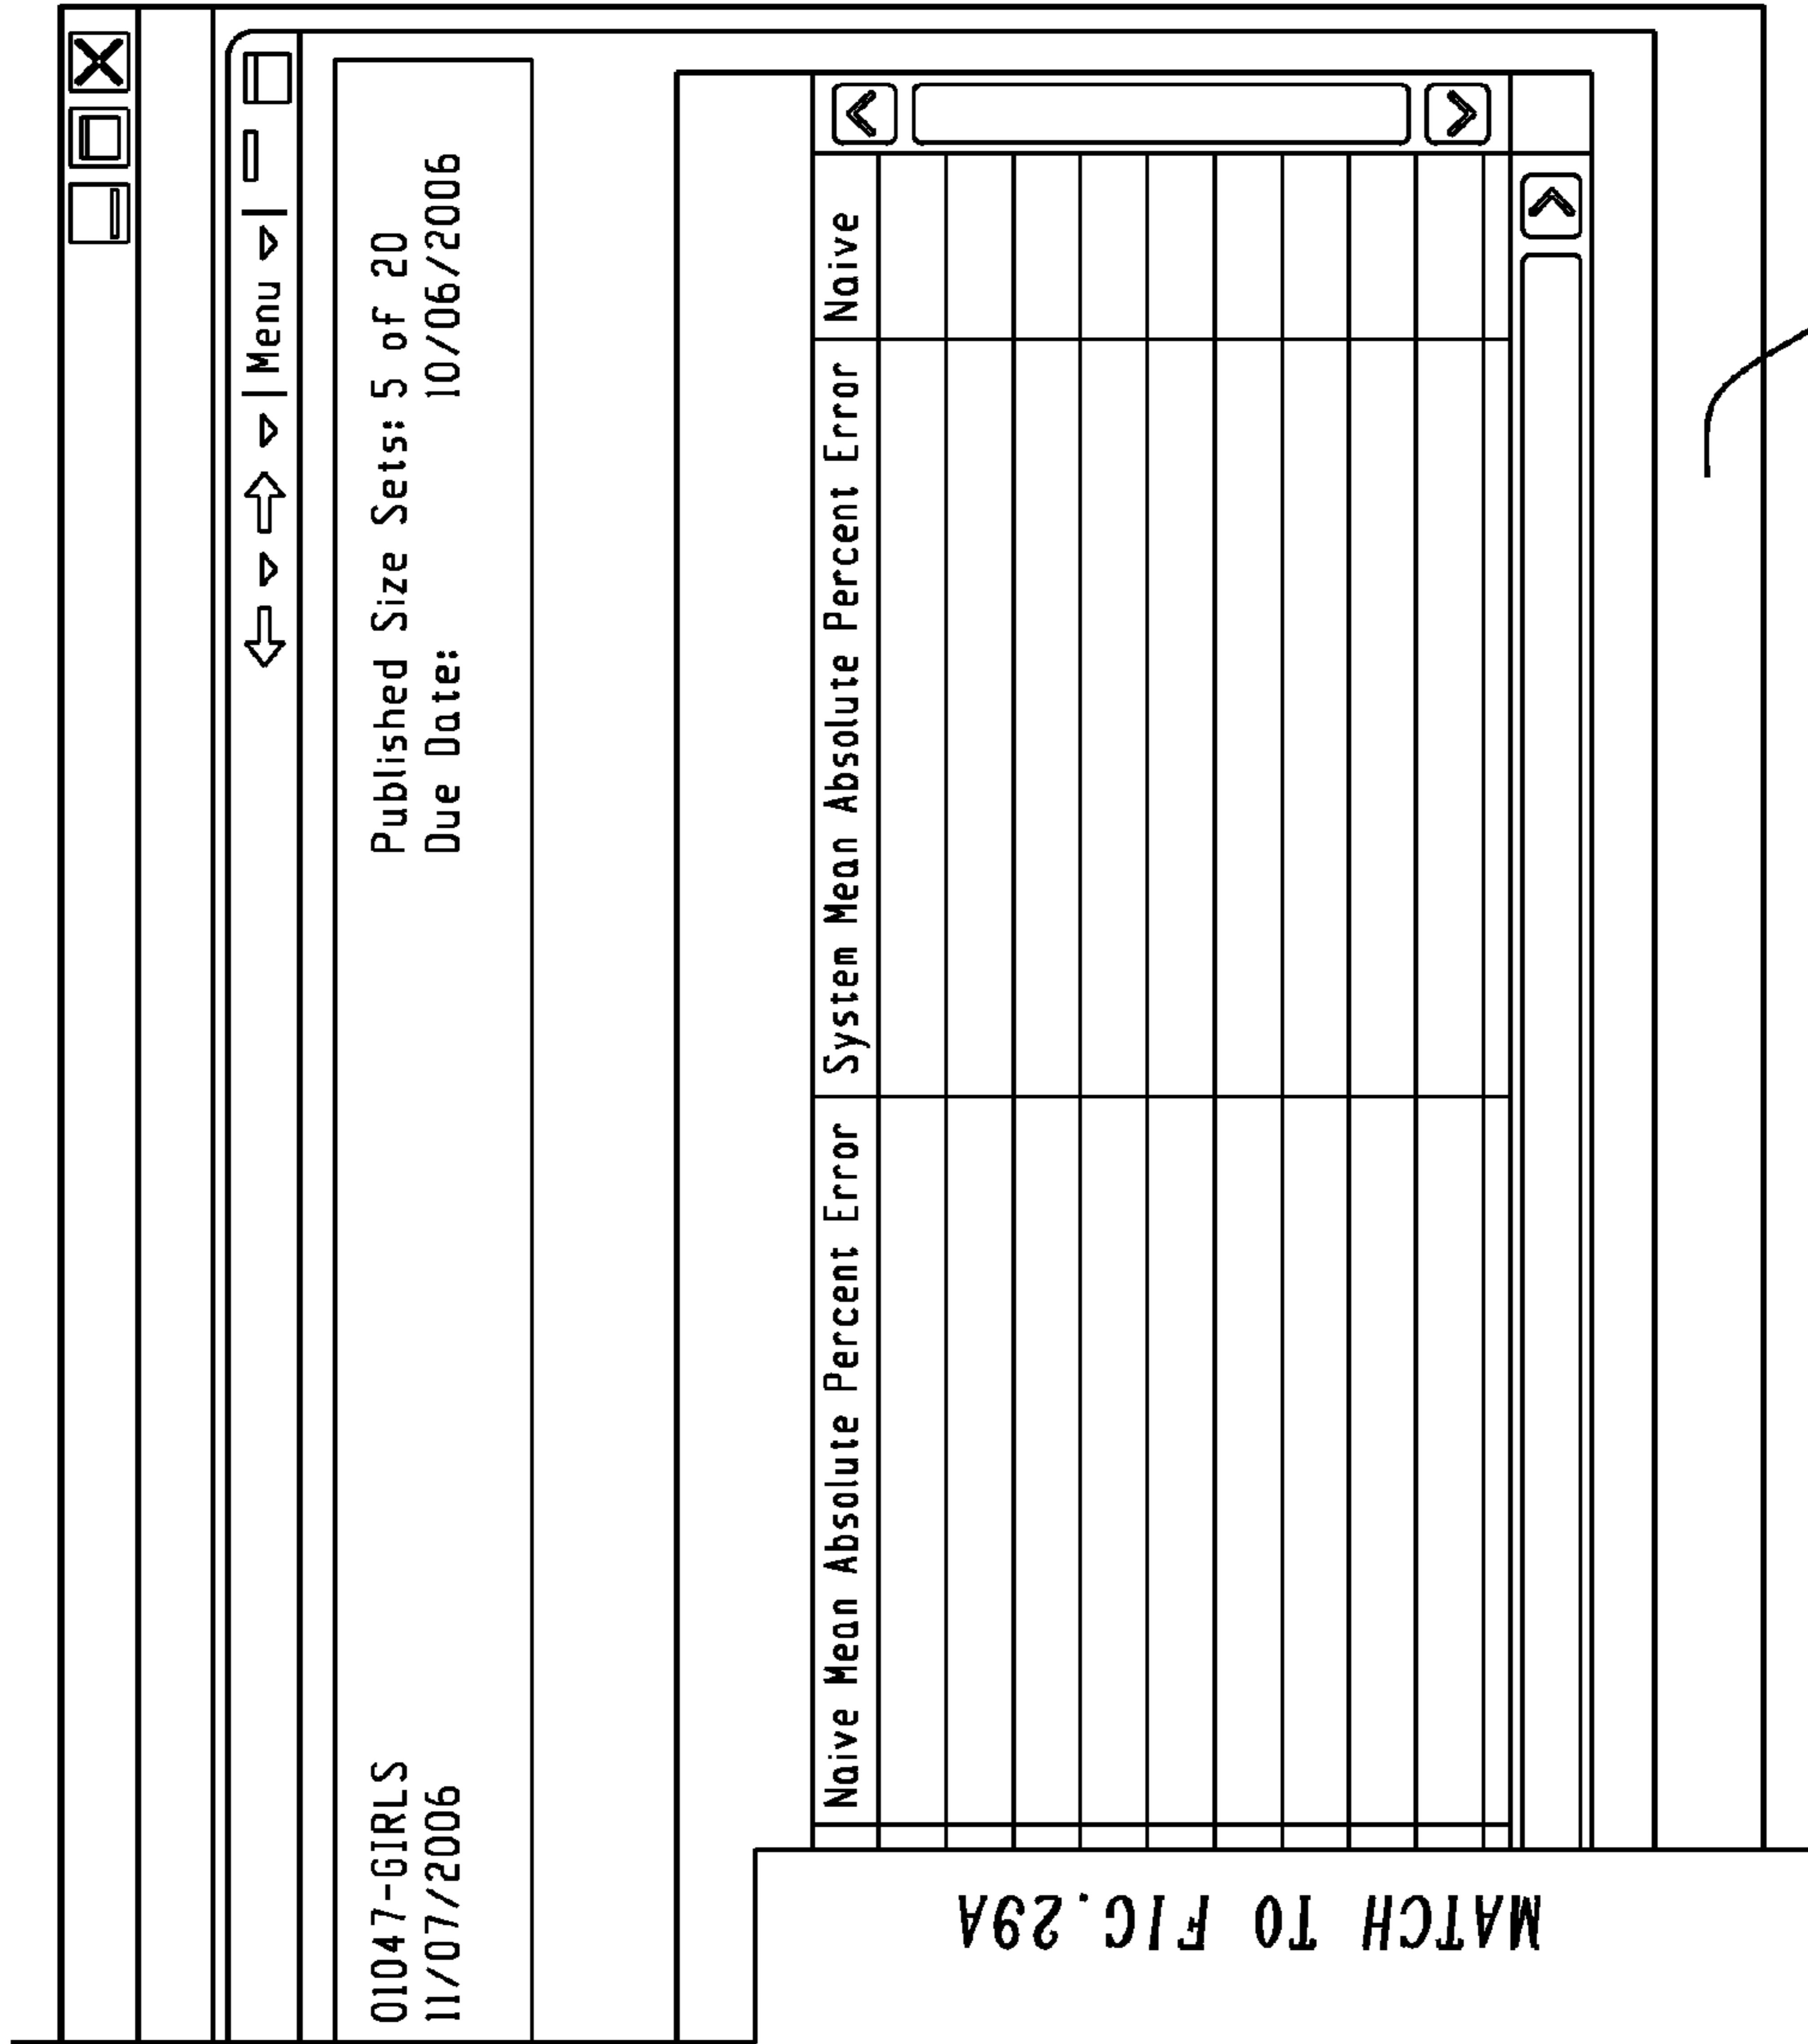 Menu
01047-GIRLS Published Size Sets: 5 of 20
11/07/2006 Due Date: 10/06/2006
Naive Mean Absolute Percent Error System Mean Absolute Percent Error Naive
MATCH TO FIG.29A